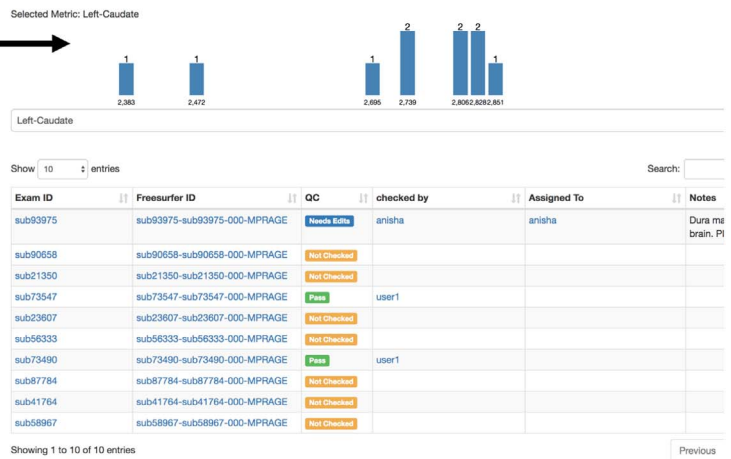 Selected Metric: Left-Caudate
1 1 1 2 2 2 1
2,383 2,472 2,695 2,739 2,806 2,828 2,851
Left-Caudate
Show 10 entries Search:
Exam ID Freesurfer ID QC checked by Assigned To Notes
sub93975 sub93975-sub93975-000-MPRAGE Needs Edits anisha anisha Dura ma
brain. Pl
sub90658 sub90658-sub90658-000-MPRAGE Not Checked
sub21350 sub21350-sub21350-000-MPRAGE Not Checked
sub73547 sub73547-sub73547-000-MPRAGE Pass user1
sub23607 sub23607-sub23607-000-MPRAGE Not Checked
sub56333 sub56333-sub56333-000-MPRAGE Not Checked
sub73490 sub73490-sub73490-000-MPRAGE Pass user1
sub87784 sub87784-sub87784-000-MPRAGE Not Checked
sub41764 sub41764-sub41764-000-MPRAGE Not Checked
sub58967 sub58967-sub58967-000-MPRAGE Not Checked
Showing 1 to 10 of 10 entries Previous